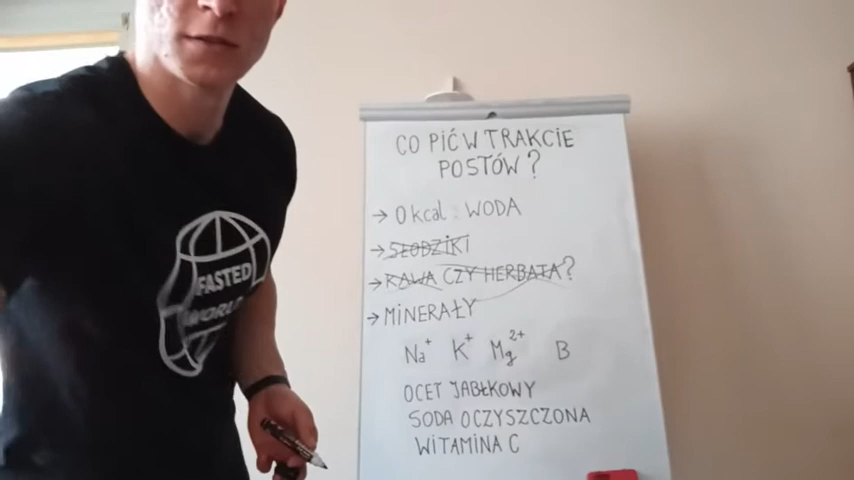 CO PIĆ W TRAKCIE
POSTÓW?
→ 0 kcal : WODA
→ SŁODZIKI
→ KAWA CZY HERBATA?
→ MINERAŁY
Na⁺ K⁺ Mg²⁺ B
OCET JABŁKOWY
SODA OCZYSZCZONA
WITAMINA C
FASTED
WORLD